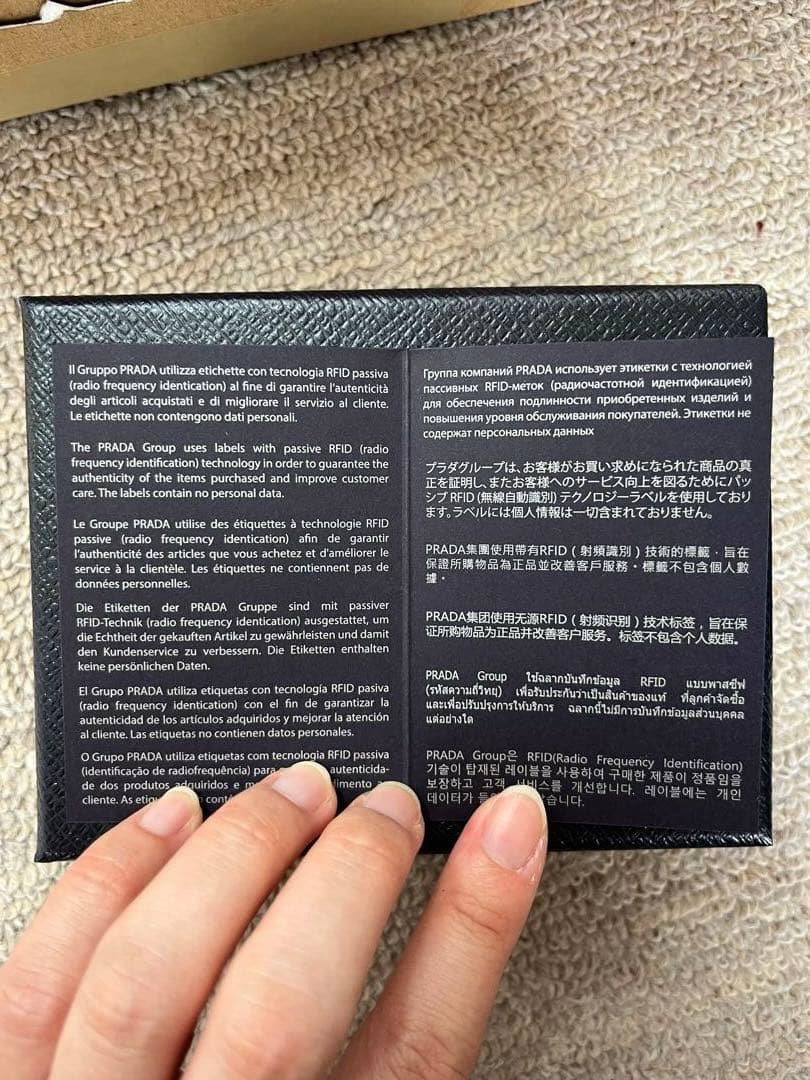 Il Gruppo PRADA utilizza etichette con tecnologia RFID passiva
(radio frequency identication) al fine di garantire l'autenticità
degli articoli acquistati e di migliorare il servizio al cliente.
Le etichette non contengono dati personali.
The PRADA Group uses labels with passive RFID (radio
frequency identification) technology in order to guarantee the
authenticity of the items purchased and improve customer
care. The labels contain no personal data.
Le Groupe PRADA utilise des étiquettes à technologie RFID
passive (radio frequency identication) afin de garantir
l'authenticité des articles que vous achetez et d'améliorer le
service à la clientèle. Les étiquettes ne contiennent pas de
données personnelles.
Die Etiketten der PRADA Gruppe sind mit passiver
RFID-Technik (radio frequency identication) ausgestattet, um
die Echtheit der gekauften Artikel zu gewährleisten und damit
den Kundenservice zu verbessern. Die Etiketten enthalten
keine persönlichen Daten.
El Grupo PRADA utiliza etiquetas con tecnología RFID pasiva
(radio frequency identication) con el fin de garantizar la
autenticidad de los artículos adquiridos y mejorar la atención
al cliente. Las etiquetas no contienen datos personales.
O Grupo PRADA utiliza etiquetas com tecnologia RFID passiva
(identificação de radiofrequência) para autenticida-
de dos produtos adquiridos e
cliente. As
Группа компаний PRADA использует этикетки с технологией
пассивных RFID-меток (радиочастотной идентификацией)
для обеспечения подлинности приобретенных изделий и
повышения уровня обслуживания покупателей. Этикетки не
содержат персональных данных
プラダグループは、お客様がお買い求めになられた商品の真
正を証明し、またお客様へのサービス向上を図るためにパッ
シブ RFID (無線自動識別) テクノロジーラベルを使用しておりま
す。ラベルには個人情報は一切含まれておりません。
PRADA集團使用帶有RFID（射頻識別）技術的標籤，旨在
保證所購物品為正品並改善客戶服務。標籤不包含個人數
據。
PRADA集团使用无源RFID（射频识别）技术标签，旨在保
证所购物品为正品并改善客户服务。标签不包含个人数据。
PRADA Group ใช้ฉลากบันทึกข้อมูล RFID แบบพาสซีฟ
(รหัสความถี่วิทยุ) เพื่อรับประกันว่าเป็นสินค้าของแท้ ที่ลูกค้าจัดซื้อ
และเพื่อปรับปรุงการให้บริการ ฉลากนี้ไม่มีการบันทึกข้อมูลส่วนบุคคล
แต่อย่างใด
PRADA Group은 RFID(Radio Frequency Identification)
기술이 탑재된 레이블을 사용하여 구매한 제품이 정품임을
보장하고 고객 서비스를 개선합니다. 레이블에는 개인
데이터가